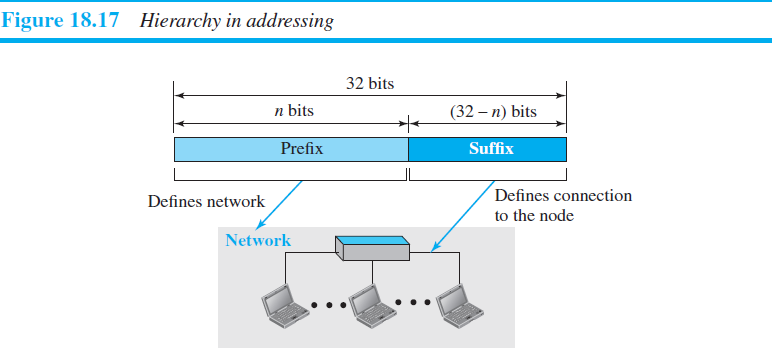 Figure 18.17 Hierarchy in addressing
32 bits
n bits
(32 – n) bits
Prefix
Suffix
Defines network
Defines connection
to the node
Network